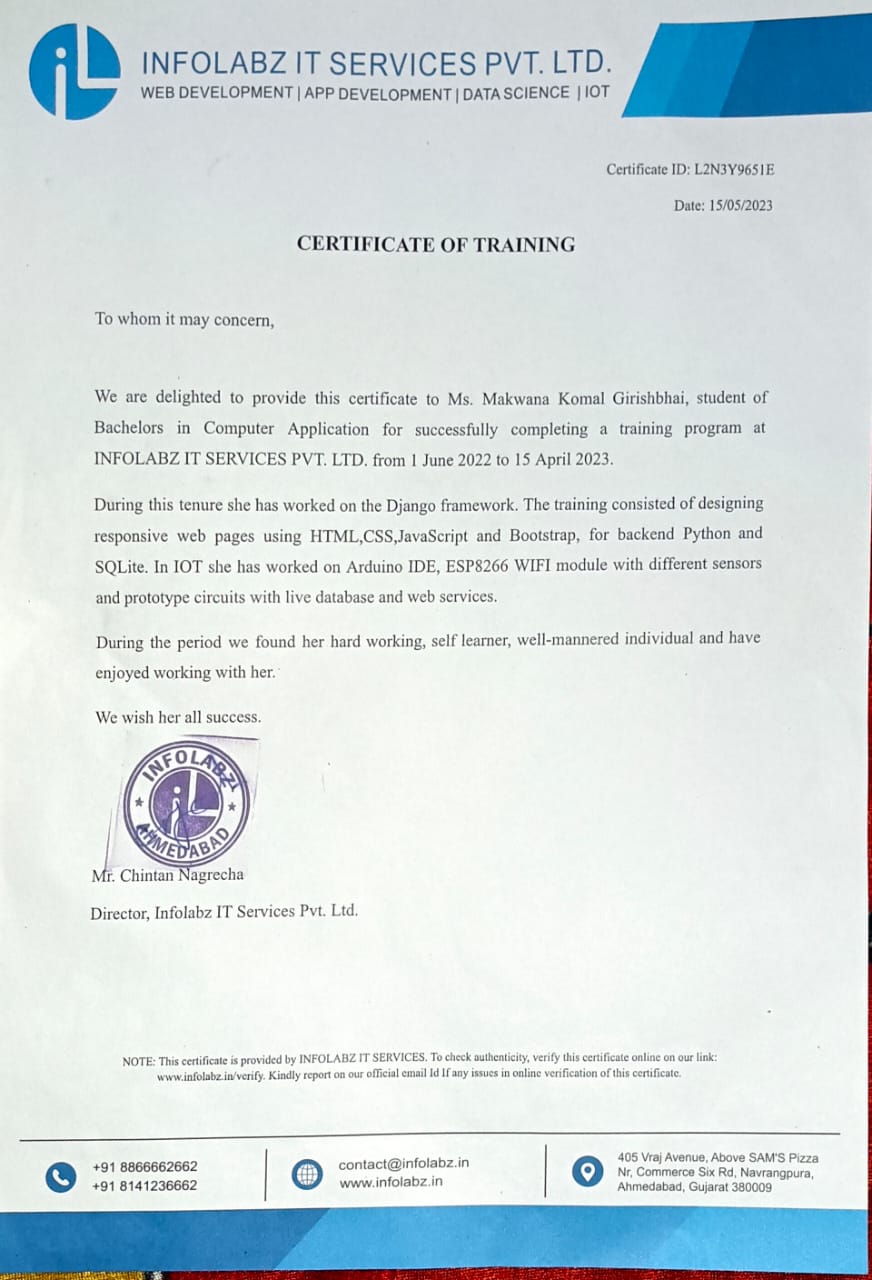 INFOLABZ IT SERVICES PVT. LTD.
WEB DEVELOPMENT | APP DEVELOPMENT | DATA SCIENCE | IOT
Certificate ID: L2N3Y9651E
Date: 15/05/2023
CERTIFICATE OF TRAINING
To whom it may concern,
We are delighted to provide this certificate to Ms. Makwana Komal Girishbhai, student of
Bachelors in Computer Application for successfully completing a training program at
INFOLABZ IT SERVICES PVT. LTD. from 1 June 2022 to 15 April 2023.
During this tenure she has worked on the Django framework. The training consisted of designing
responsive web pages using HTML,CSS,JavaScript and Bootstrap, for backend Python and
SQLite. In IOT she has worked on Arduino IDE, ESP8266 WIFI module with different sensors
and prototype circuits with live database and web services.
During the period we found her hard working, self learner, well-mannered individual and have
enjoyed working with her.
We wish her all success.
INFOLABZ
AHMEDABAD
Mr. Chintan Nagrecha
Director, Infolabz IT Services Pvt. Ltd.
NOTE: This certificate is provided by INFOLABZ IT SERVICES. To check authenticity, verify this certificate online on our link:
www.infolabz.in/verify. Kindly report on our official email Id If any issues in online verification of this certificate.
+91 8866662662
+91 8141236662
contact@infolabz.in
www.infolabz.in
405 Vraj Avenue, Above SAM'S Pizza
Nr, Commerce Six Rd, Navrangpura,
Ahmedabad, Gujarat 380009